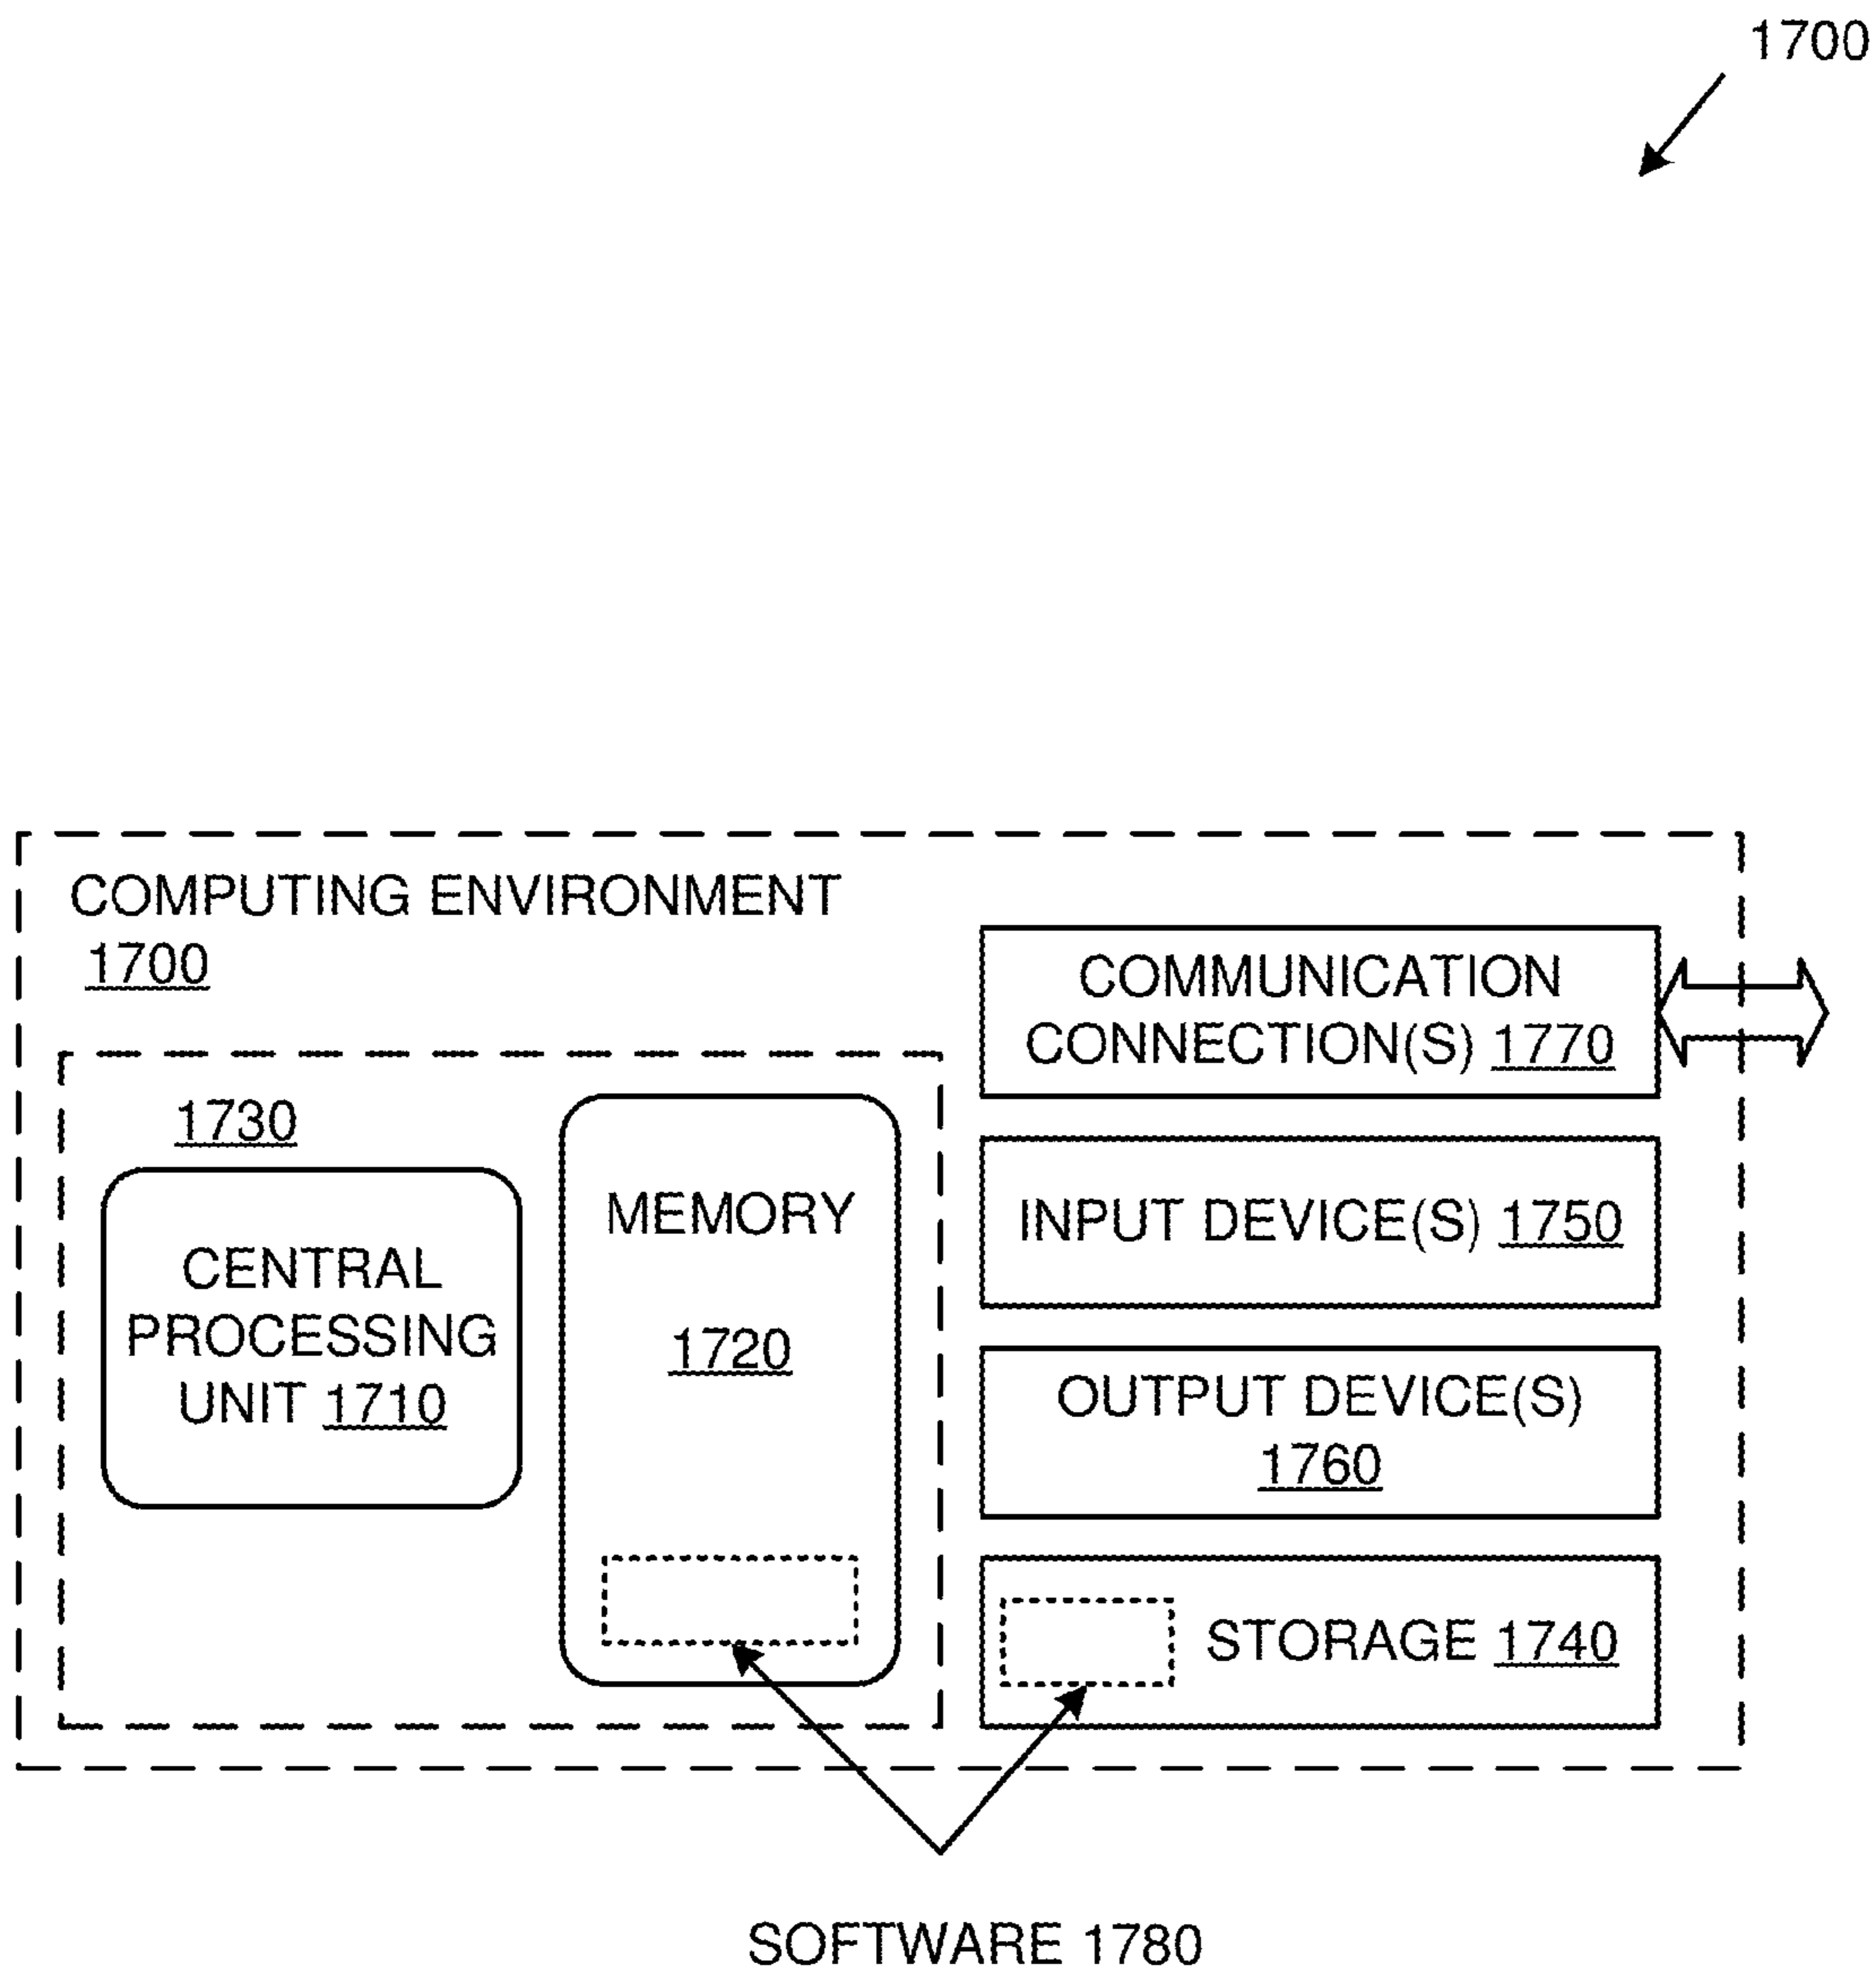 1700
COMPUTING ENVIRONMENT
1700
1730
CENTRAL
PROCESSING
UNIT 1710
MEMORY
1720
COMMUNICATION
CONNECTION(S) 1770
INPUT DEVICE(S) 1750
OUTPUT DEVICE(S)
1760
STORAGE 1740
SOFTWARE 1780